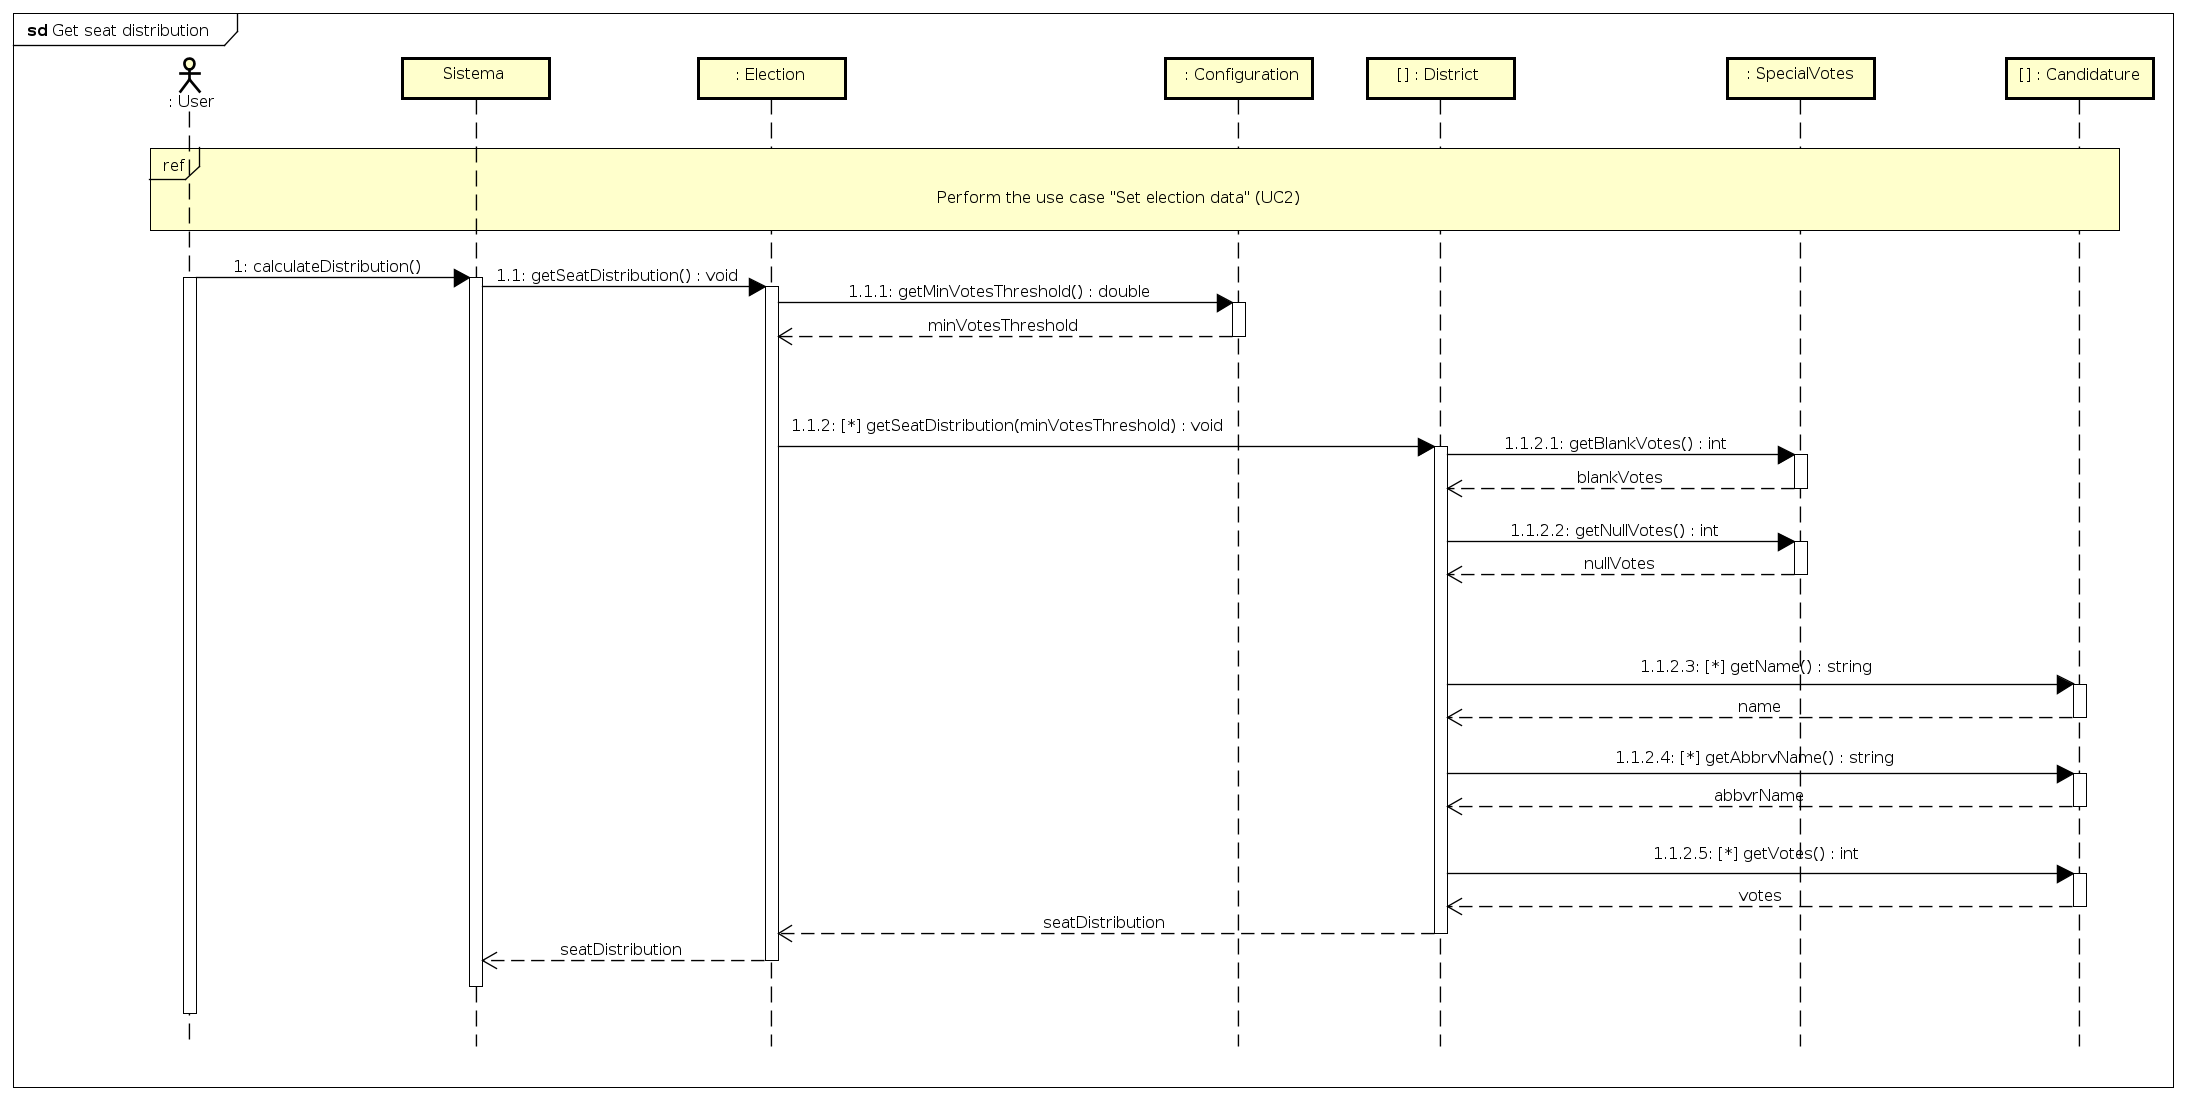 sd Get seat distribution
: User
Sistema
: Election
: Configuration
[ ] : District
: SpecialVotes
[ ] : Candidature
ref
Perform the use case "Set election data" (UC2)
1: calculateDistribution()
1.1: getSeatDistribution() : void
1.1.1: getMinVotesThreshold() : double
minVotesThreshold
1.1.2: [*] getSeatDistribution(minVotesThreshold) : void
1.1.2.1: getBlankVotes() : int
blankVotes
1.1.2.2: getNullVotes() : int
nullVotes
1.1.2.3: [*] getName() : string
name
1.1.2.4: [*] getAbbrvName() : string
abbvrName
1.1.2.5: [*] getVotes() : int
votes
seatDistribution
seatDistribution